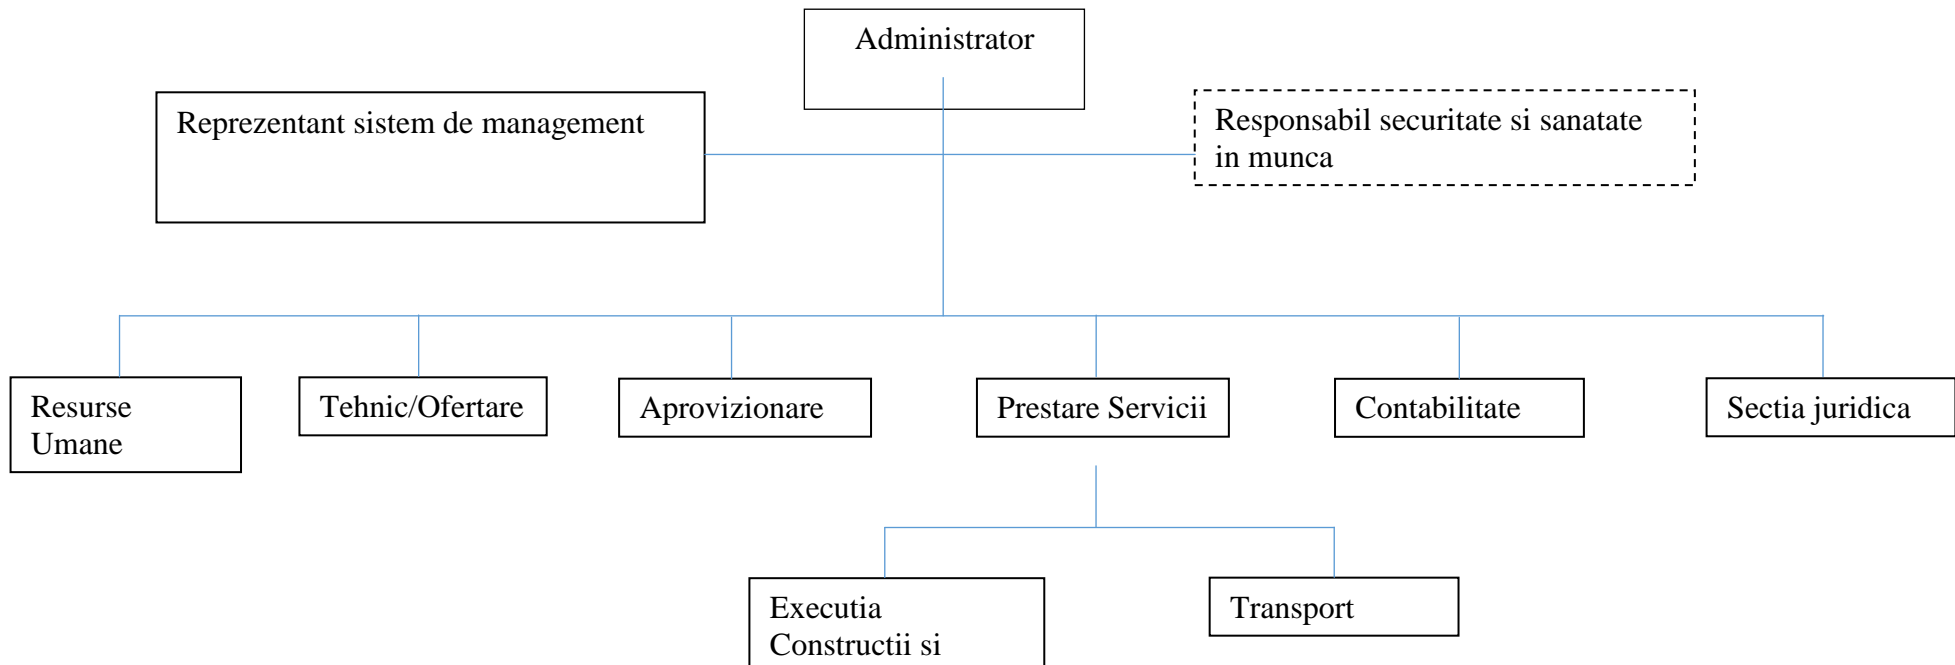 Administrator
Reprezentant sistem de management
Responsabil securitate si sanatate
in munca
Resurse
Umane
Tehnic/Ofertare
Aprovizionare
Prestare Servicii
Contabilitate
Sectia juridica
Executia
Constructii si
Transport